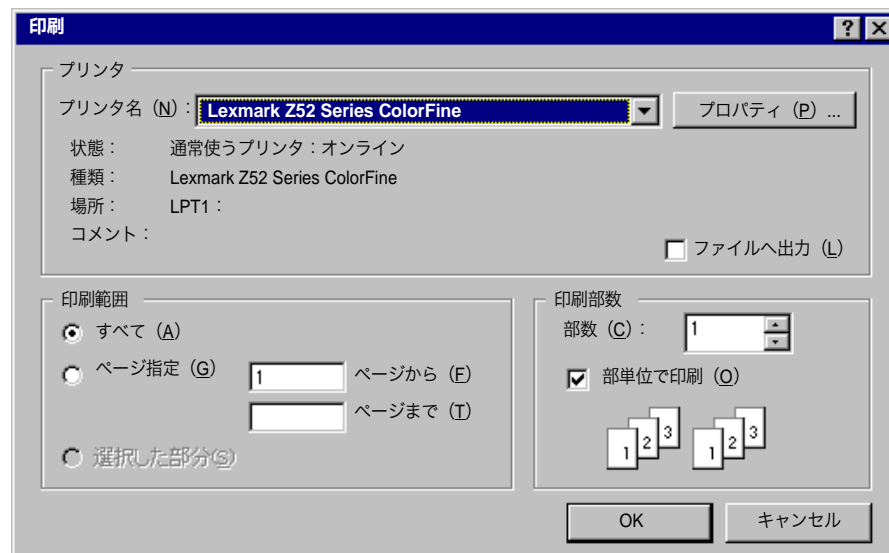 印刷
プリンタ
プリンタ名（N）：Lexmark Z52 Series ColorFine プロパティ（P）...
状態： 通常使うプリンタ：オンライン
種類： Lexmark Z52 Series ColorFine
場所： LPT1：
コメント：
ファイルへ出力（L）
印刷範囲
すべて（A）
ページ指定（G） 1 ページから（F）
ページまで（T）
選択した部分(S)
印刷部数
部数（C）： 1
部単位で印刷（O）
1 2 3 1 2 3
OK キャンセル